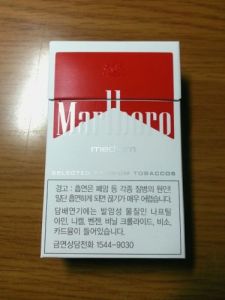 Marlboro
medium
SELECTED PREMIUM TOBACCOS
경고 : 흡연은 폐암 등 각종 질병의 원인!
일단 흡연하게 되면 끊기가 매우 어렵습니다.
담배연기에는 발암성 물질인 나프틸
아민, 니켈, 벤젠, 비닐 크롤라이드, 비소,
카드뮴이 들어있습니다.
금연상담전화 1544-9030